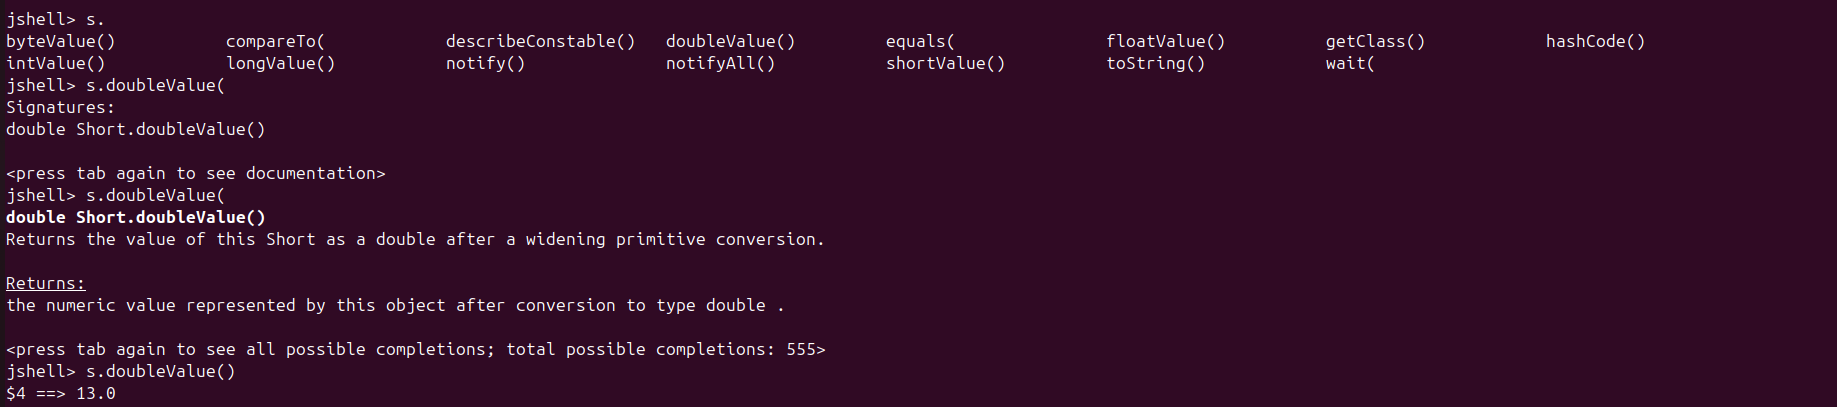 jshell> s.
byteValue() compareTo( describeConstable() doubleValue() equals( floatValue() getClass() hashCode()
intValue() longValue() notify() notifyAll() shortValue() toString() wait(
jshell> s.doubleValue(
Signatures:
double Short.doubleValue()
<press tab again to see documentation>
jshell> s.doubleValue(
double Short.doubleValue()
Returns the value of this Short as a double after a widening primitive conversion.
Returns:
the numeric value represented by this object after conversion to type double .
<press tab again to see all possible completions; total possible completions: 555>
jshell> s.doubleValue()
$4 ==> 13.0